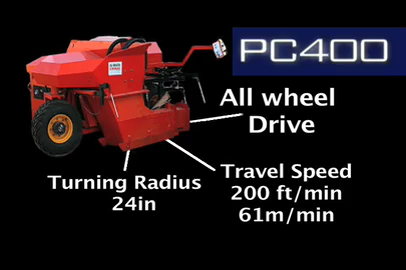 PC400
All wheel
Drive
Travel Speed
200 ft/min
61m/min
Turning Radius
24in